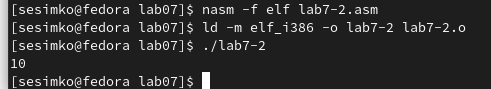 [sesimko@fedora lab07]$ nasm -f elf lab7-2.asm
[sesimko@fedora lab07]$ ld -m elf_i386 -o lab7-2 lab7-2.o
[sesimko@fedora lab07]$ ./lab7-2
10
[sesimko@fedora lab07]$